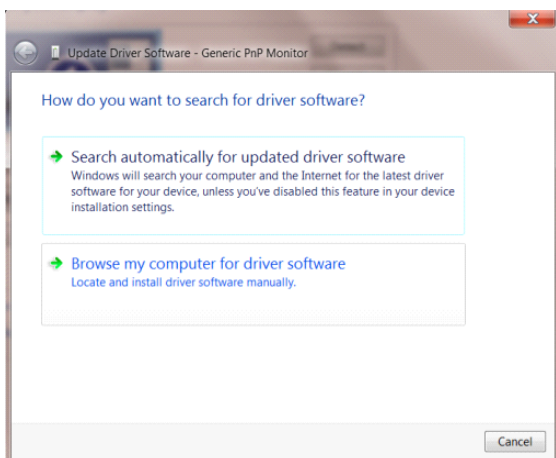 Update Driver Software - Generic PnP Monitor
How do you want to search for driver software?
Search automatically for updated driver software
Windows will search your computer and the Internet for the latest driver
software for your device, unless you've disabled this feature in your device
installation settings.
Browse my computer for driver software
Locate and install driver software manually.
Cancel